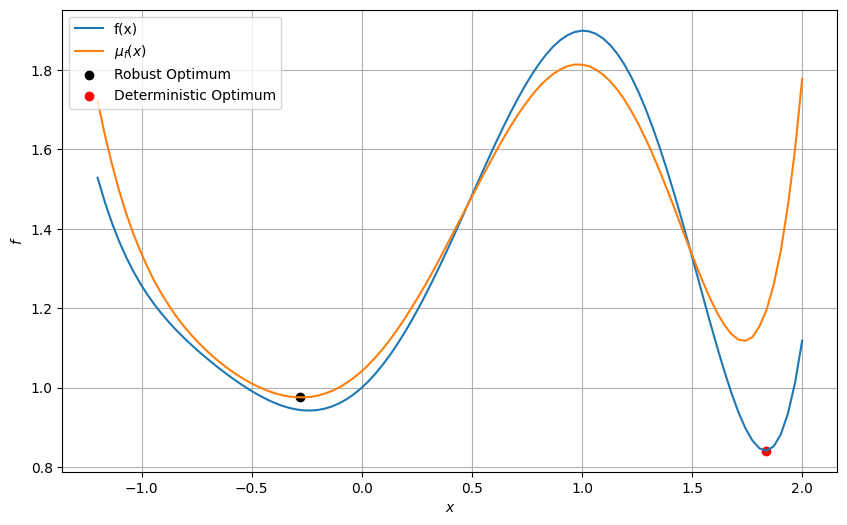 f(x)
μ_f(x)
Robust Optimum
Deterministic Optimum
1.8
1.6
1.4
1.2
1.0
0.8
f
−1.0 −0.5 0.0 0.5 1.0 1.5 2.0
x